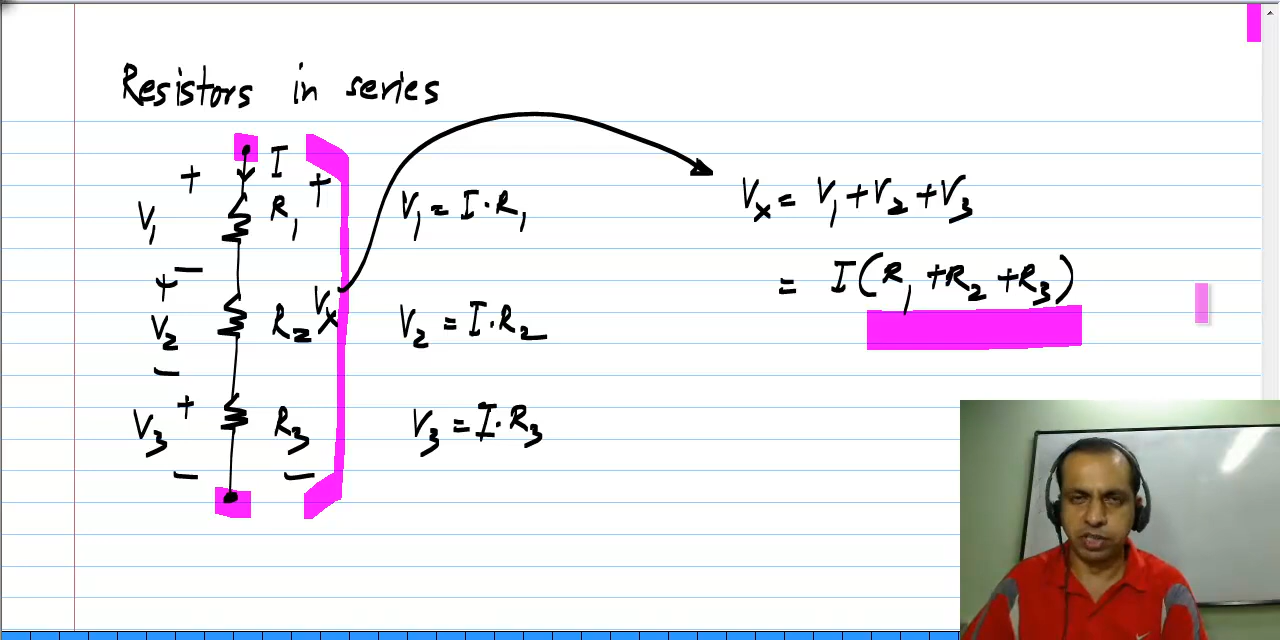 Resistors in series
+ I
V₁ R₁ +
V₁ = I·R₁
Vₓ = V₁ + V₂ + V₃
−
= I(R₁ + R₂ + R₃)
+
V₂ R₂ Vₓ
V₂ = I·R₂
−
+
V₃ R₃
V₃ = I·R₃
− −